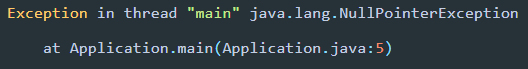 Exception in thread "main" java.lang.NullPointerException
at Application.main(Application.java:5)